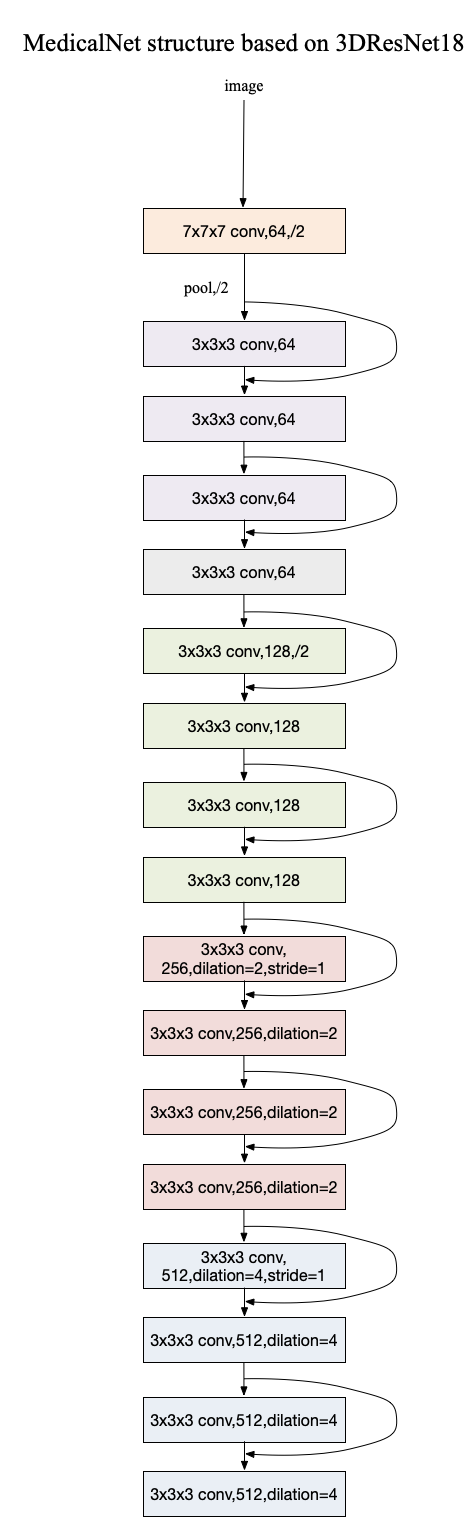 MedicalNet structure based on 3DResNet18
image
7x7x7 conv,64,/2
pool,/2
3x3x3 conv,64
3x3x3 conv,64
3x3x3 conv,64
3x3x3 conv,64
3x3x3 conv,128,/2
3x3x3 conv,128
3x3x3 conv,128
3x3x3 conv,128
3x3x3 conv,
256,dilation=2,stride=1
3x3x3 conv,256,dilation=2
3x3x3 conv,256,dilation=2
3x3x3 conv,256,dilation=2
3x3x3 conv,
512,dilation=4,stride=1
3x3x3 conv,512,dilation=4
3x3x3 conv,512,dilation=4
3x3x3 conv,512,dilation=4